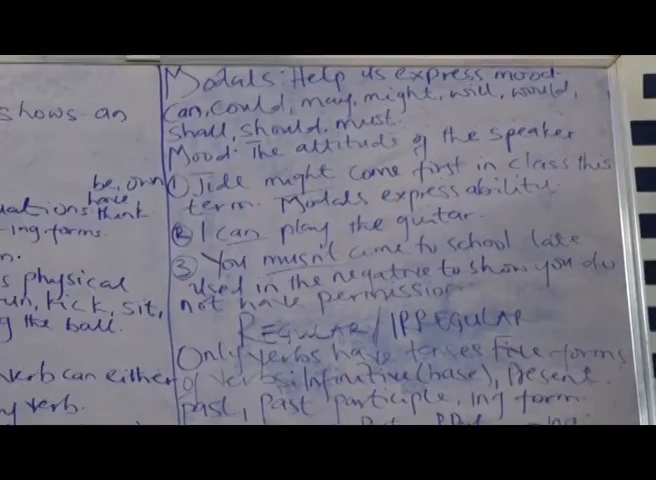 shows an
be, own
have
uations think
-ing forms.
n.
s physical
un, kick, sit,
g the ball.
verb can either
y verb.
Modals: Help us express mood
can, could, may, might, will, would,
shall, should, must.
Mood: The attitude of the speaker
① Jide might come first in class this
term. Modals express ability.
② I can play the guitar.
③ You musn't come to school late
used in the negative to show you do
not have permission
REGULAR/IRREGULAR
Only verbs have tenses Five forms
of verbs: Infinitive (base), Present,
past, Past participle, ing form.